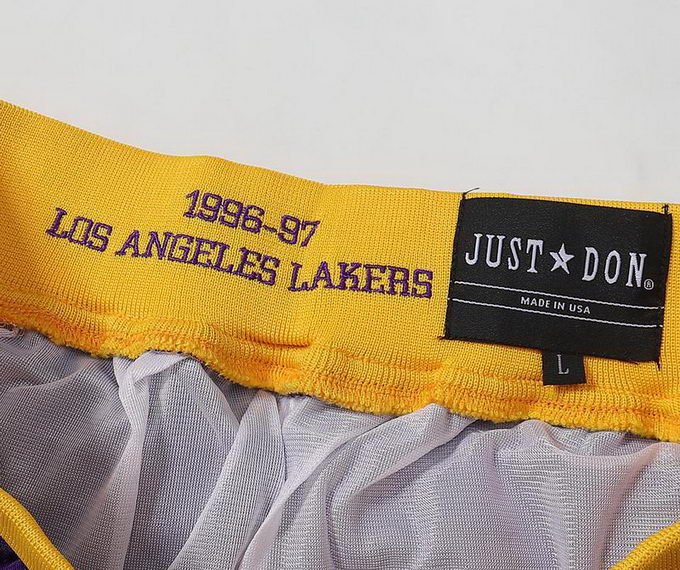 1996-97
LOS ANGELES LAKERS
JUST★DON®
MADE IN USA
L